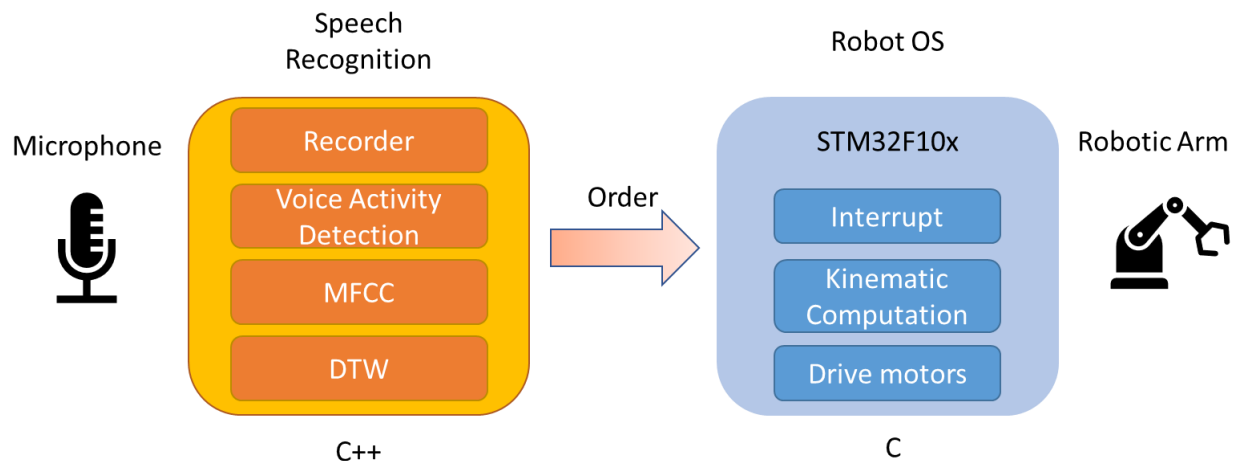 Speech
Recognition
Robot OS
Microphone
Recorder
Voice Activity
Detection
MFCC
DTW
C++
Order
STM32F10x
Interrupt
Kinematic
Computation
Drive motors
C
Robotic Arm